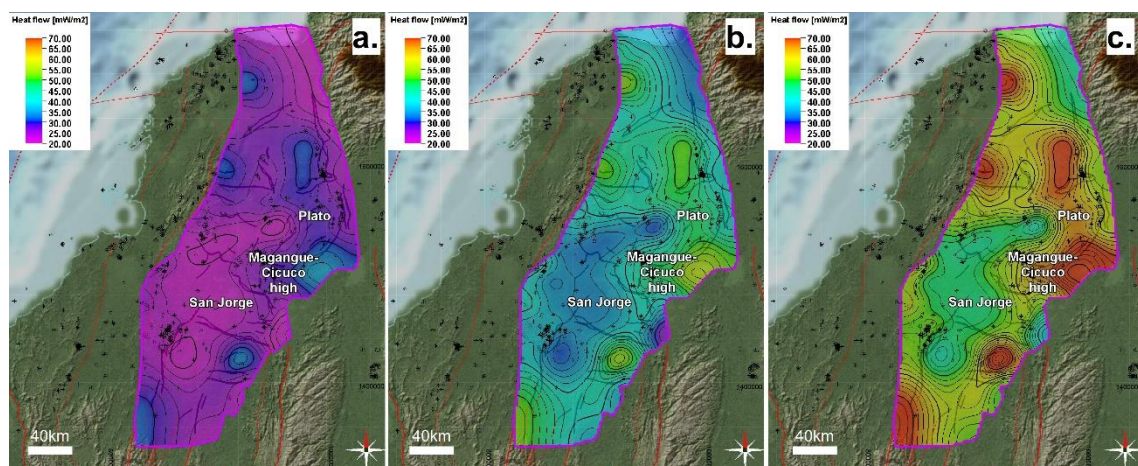 Heat flow [mW/m2]
a.
70.00
65.00
60.00
55.00
50.00
45.00
40.00
35.00
30.00
25.00
20.00
Plato
Magangue-
Cicuco
high
San Jorge
40km
Heat flow [mW/m2]
b.
70.00
65.00
60.00
55.00
50.00
45.00
40.00
35.00
30.00
25.00
20.00
Plato
Magangue-
Cicuco
high
San Jorge
40km
Heat flow [mW/m2]
c.
70.00
65.00
60.00
55.00
50.00
45.00
40.00
35.00
30.00
25.00
20.00
Plato
Magangue-
Cicuco
high
San Jorge
40km